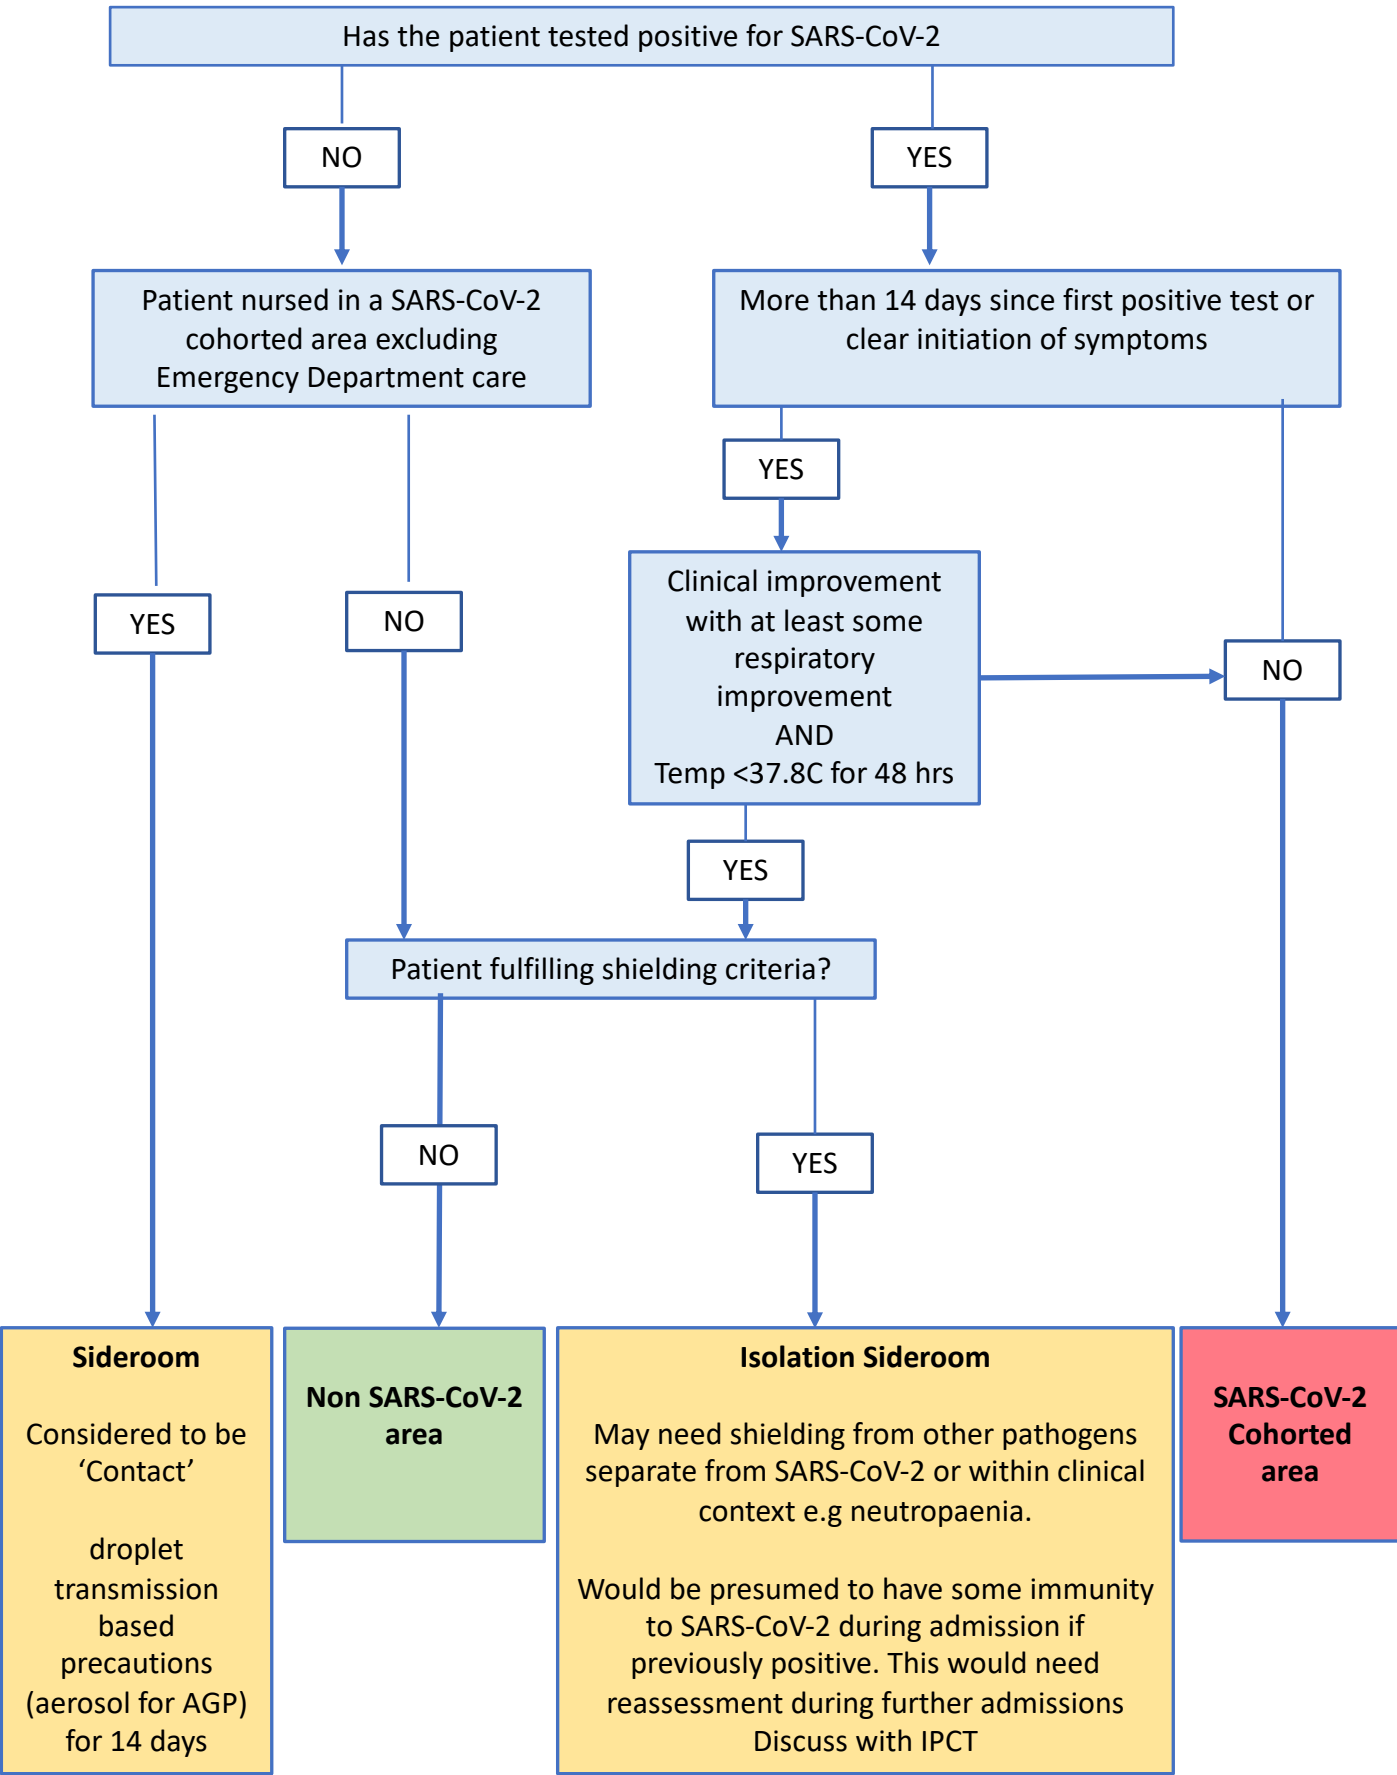 Has the patient tested positive for SARS-CoV-2
NO
YES
Patient nursed in a SARS-CoV-2
cohorted area excluding
Emergency Department care
More than 14 days since first positive test or
clear initiation of symptoms
YES
Clinical improvement
with at least some
respiratory
improvement
AND
Temp <37.8C for 48 hrs
YES
NO
NO
YES
Patient fulfilling shielding criteria?
NO
YES
Sideroom
Considered to be
‘Contact’
droplet
transmission
based
precautions
(aerosol for AGP)
for 14 days
Non SARS-CoV-2
area
Isolation Sideroom
May need shielding from other pathogens
separate from SARS-CoV-2 or within clinical
context e.g neutropaenia.
Would be presumed to have some immunity
to SARS-CoV-2 during admission if
previously positive. This would need
reassessment during further admissions
Discuss with IPCT
SARS-CoV-2
Cohorted
area